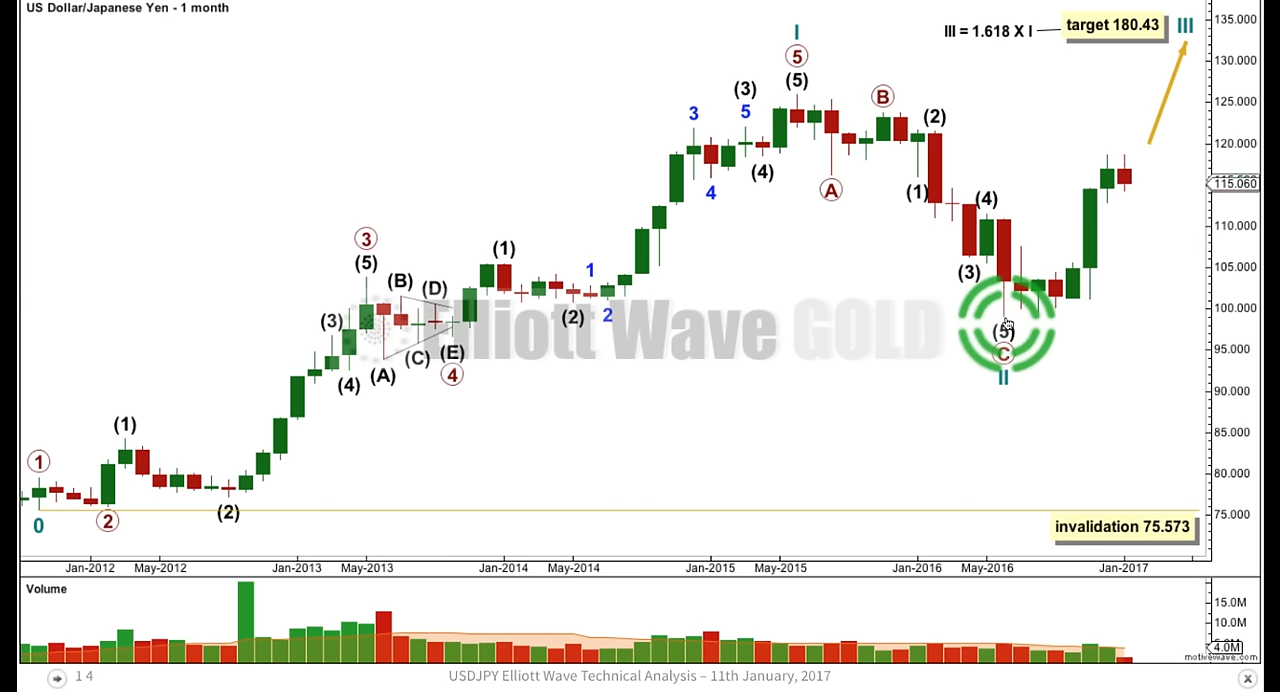 US Dollar/Japanese Yen - 1 month
135.000
I
III = 1.618 X I
target 180.43
III
5
130.000
(5)
(3)
B
125.000
3
5
(2)
120.000
(4)
A
(1)
(4)
115.060
4
110.000
3
(1)
(5)
(B)
(D)
1
(3)
105.000
(3)
(2)
2
100.000
Elliott Wave GOLD
(5)
(C)
(E)
C
95.000
(4)
(A)
4
II
90.000
(1)
85.000
1
80.000
(2)
75.000
0
2
invalidation 75.573
Jan-2012 May-2012 Jan-2013 May-2013 Jan-2014 May-2014 Jan-2015 May-2015 Jan-2016 May-2016 Jan-2017
Volume
15.0M
10.0M
4.0M
motivewave.com
1 4
USDJPY Elliott Wave Technical Analysis – 11th January, 2017